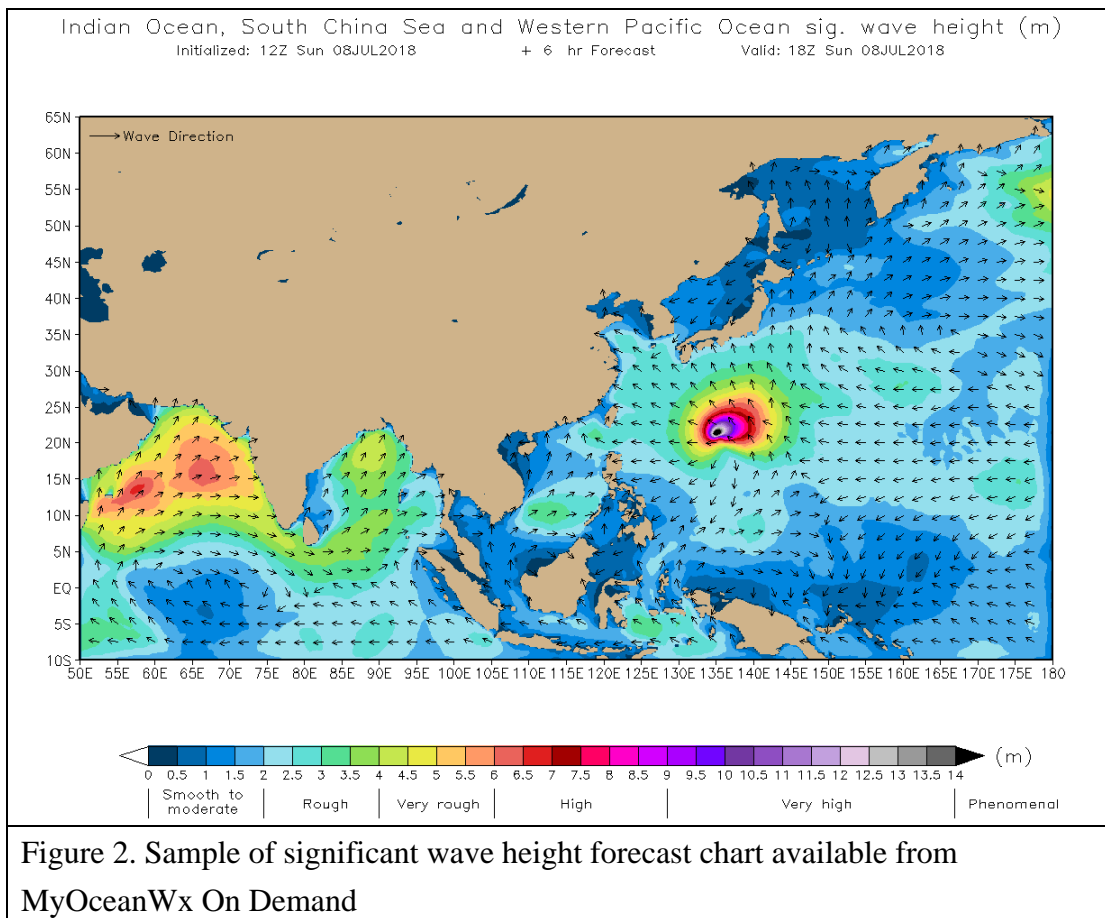 Indian Ocean, South China Sea and Western Pacific Ocean sig. wave height (m)
Initialized: 12Z Sun 08JUL2018 + 6 hr Forecast Valid: 18Z Sun 08JUL2018
65N
Wave Direction
60N
55N
50N
45N
40N
35N
30N
25N
20N
15N
10N
5N
EQ
5S
10S
50E 55E 60E 65E 70E 75E 80E 85E 90E 95E 100E 105E 110E 115E 120E 125E 130E 135E 140E 145E 150E 155E 160E 165E 170E 175E 180
(m)
0 0.5 1 1.5 2 2.5 3 3.5 4 4.5 5 5.5 6 6.5 7 7.5 8 8.5 9 9.5 10 10.5 11 11.5 12 12.5 13 13.5 14
Smooth to
moderate
Rough
Very rough
High
Very high
Phenomenal
Figure 2. Sample of significant wave height forecast chart available from
MyOceanWx On Demand